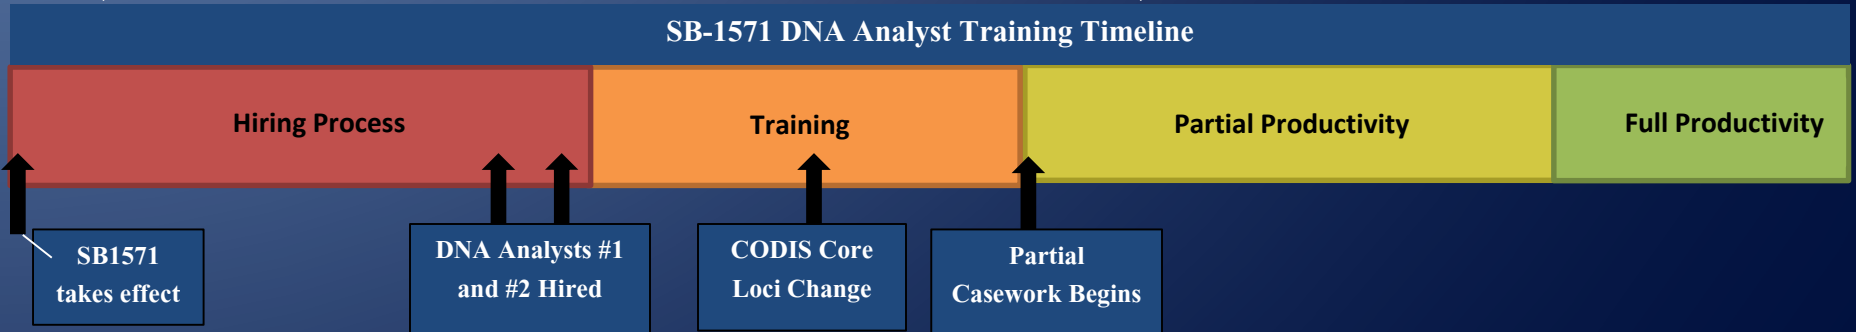 SB-1571 DNA Analyst Training Timeline
Hiring Process
Training
Partial Productivity
Full Productivity
SB1571
takes effect
DNA Analysts #1
and #2 Hired
CODIS Core
Loci Change
Partial
Casework Begins